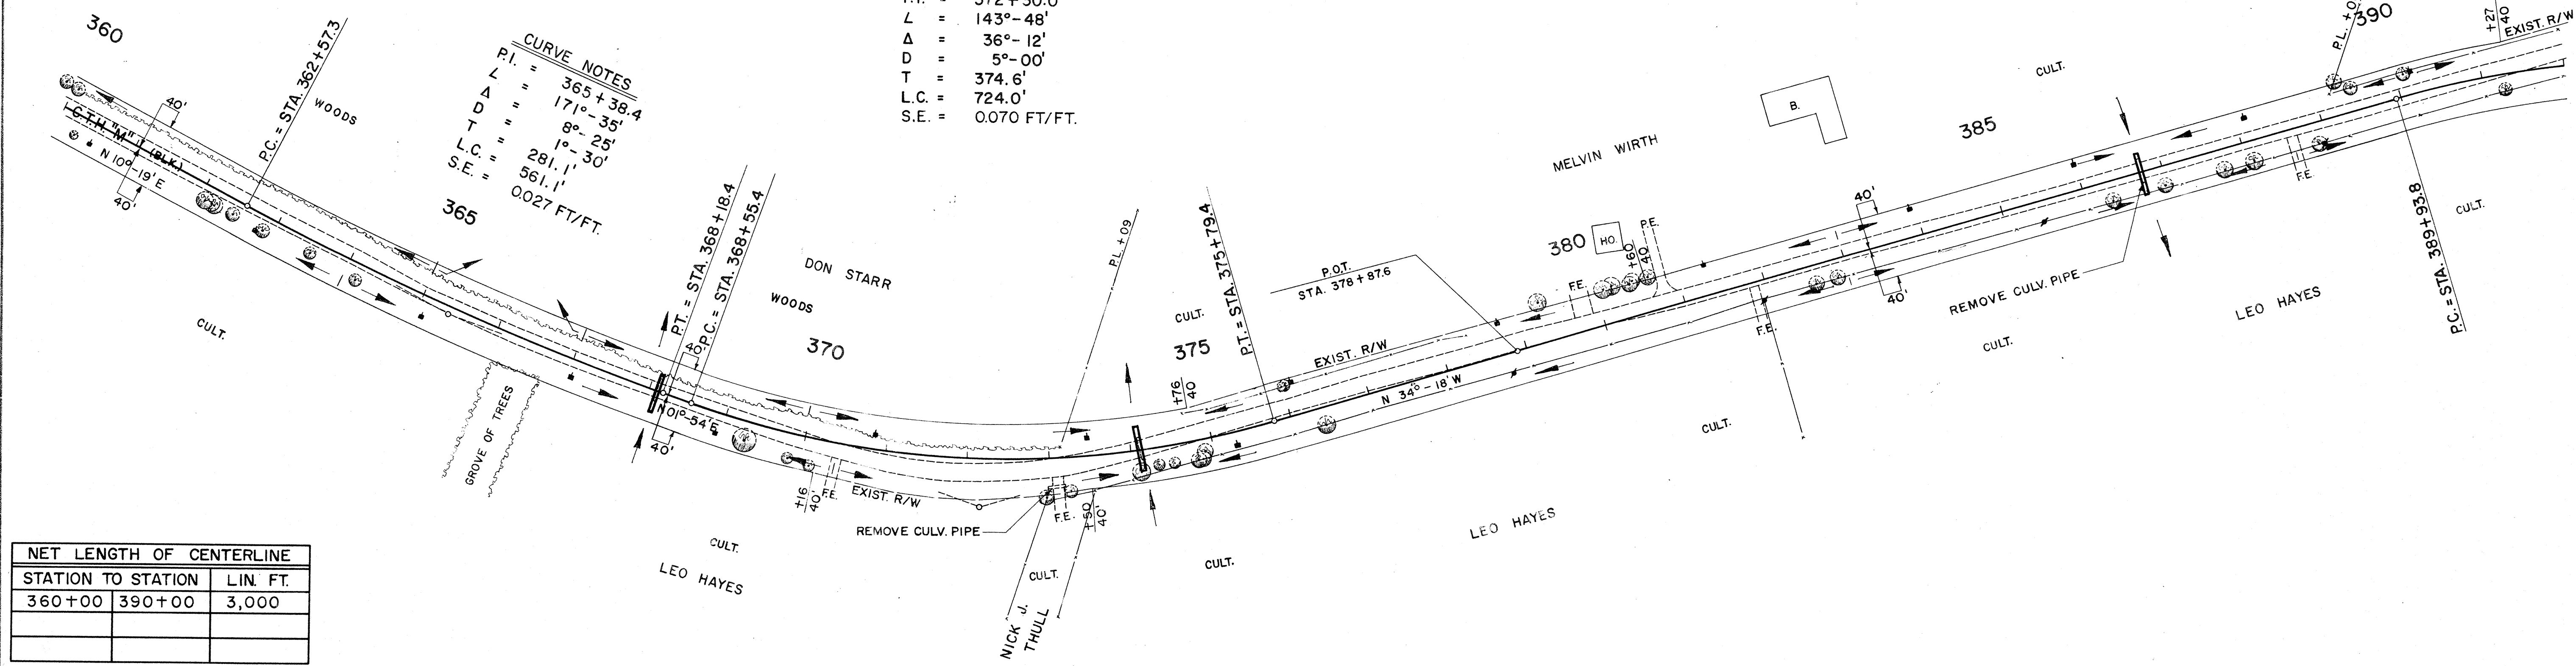 360
C.T.H. "M" (BLK.)
N 10°-19' E
40'
40'
P.C. = STA. 362+57.3
WOODS
CURVE NOTES
P.I. = 365+38.4
∠ = 171°-35'
Δ = 8°-25'
D = 1°-30'
T = 281.1'
L.C. = 561.1'
S.E. = 0.027 FT/FT.
365
CULT.
GROVE OF TREES
P.T. = STA. 368+18.4
P.C. = STA. 368+55.4
40'
N 01°-54' E
40'
∠ = 143°-48'
Δ = 36°-12'
D = 5°-00'
T = 374.6'
L.C. = 724.0'
S.E. = 0.070 FT/FT.
DON STARR
WOODS
370
+16
40'
F.E.
EXIST. R/W
REMOVE CULV. PIPE
F.E.
+50
40'
CULT.
LEO HAYES
CULT.
NICK J.
THULL
P.L. +09
CULT.
375
+76
40
P.T. = STA. 375+79.4
EXIST. R/W
P.O.T.
STA. 378+87.6
N 34°-18' W
CULT.
LEO HAYES
CULT.
MELVIN WIRTH
B.
380
HO.
+60
40
P.E.
F.E.
F.E.
40'
40'
385
CULT.
REMOVE CULV. PIPE
CULT.
LEO HAYES
F.E.
P.C. = STA. 389+93.8
CULT.
390
+27
40
EXIST. R/W
NET LENGTH OF CENTERLINE
STATION TO STATION LIN. FT.
360+00 390+00 3,000